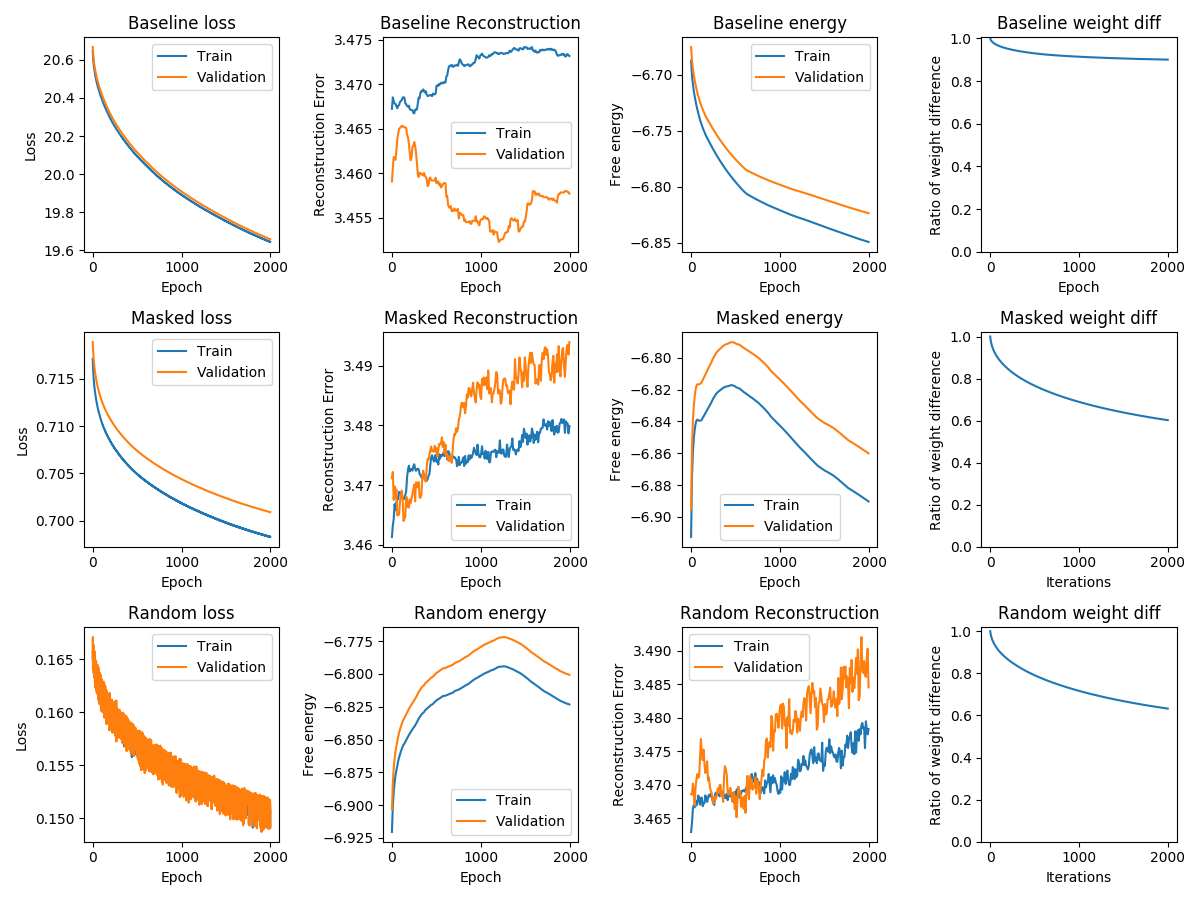 Baseline loss
Loss
20.6
20.4
20.2
20.0
19.8
19.6
Train
Validation
0
1000
2000
Epoch
Baseline Reconstruction
Reconstruction Error
3.475
3.470
3.465
3.460
3.455
Train
Validation
0
1000
2000
Epoch
Baseline energy
Free energy
−6.70
−6.75
−6.80
−6.85
Train
Validation
0
1000
2000
Epoch
Baseline weight diff
Ratio of weight difference
1.0
0.8
0.6
0.4
0.2
0.0
0
1000
2000
Epoch
Masked loss
Loss
0.715
0.710
0.705
0.700
Train
Validation
0
1000
2000
Epoch
Masked Reconstruction
Reconstruction Error
3.49
3.48
3.47
3.46
Train
Validation
0
1000
2000
Epoch
Masked energy
Free energy
−6.80
−6.82
−6.84
−6.86
−6.88
−6.90
Train
Validation
0
1000
2000
Epoch
Masked weight diff
Ratio of weight difference
1.0
0.8
0.6
0.4
0.2
0.0
0
1000
2000
Iterations
Random loss
Loss
0.165
0.160
0.155
0.150
Train
Validation
0
1000
2000
Epoch
Random energy
Free energy
−6.775
−6.800
−6.825
−6.850
−6.875
−6.900
−6.925
Train
Validation
0
1000
2000
Epoch
Random Reconstruction
Reconstruction Error
3.490
3.485
3.480
3.475
3.470
3.465
Train
Validation
0
1000
2000
Epoch
Random weight diff
Ratio of weight difference
1.0
0.8
0.6
0.4
0.2
0.0
0
1000
2000
Iterations